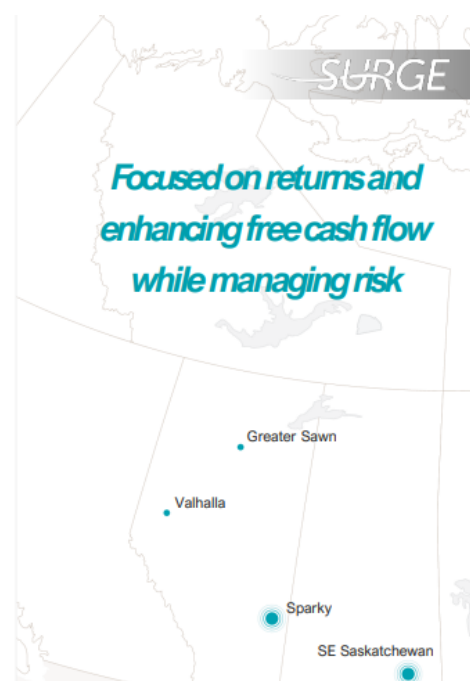 SURGE
Focused on returns and
enhancing free cash flow
while managing risk
Greater Sawn
Valhalla
Sparky
SE Saskatchewan